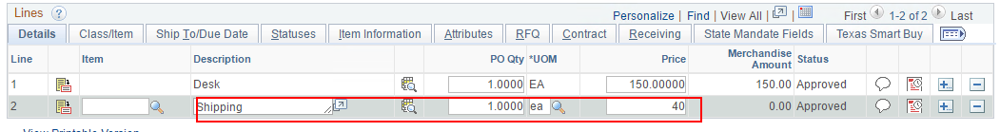 Lines
Personalize | Find | View All | First 1-2 of 2 Last
Details Class/Item Ship To/Due Date Statuses Item Information Attributes RFQ Contract Receiving State Mandate Fields Texas Smart Buy
Line Item Description PO Qty *UOM Price Merchandise Amount Status
1 Desk 1.0000 EA 150.00000 150.00 Approved
2 Shipping 1.0000 ea 40 0.00 Approved
View Printable Version